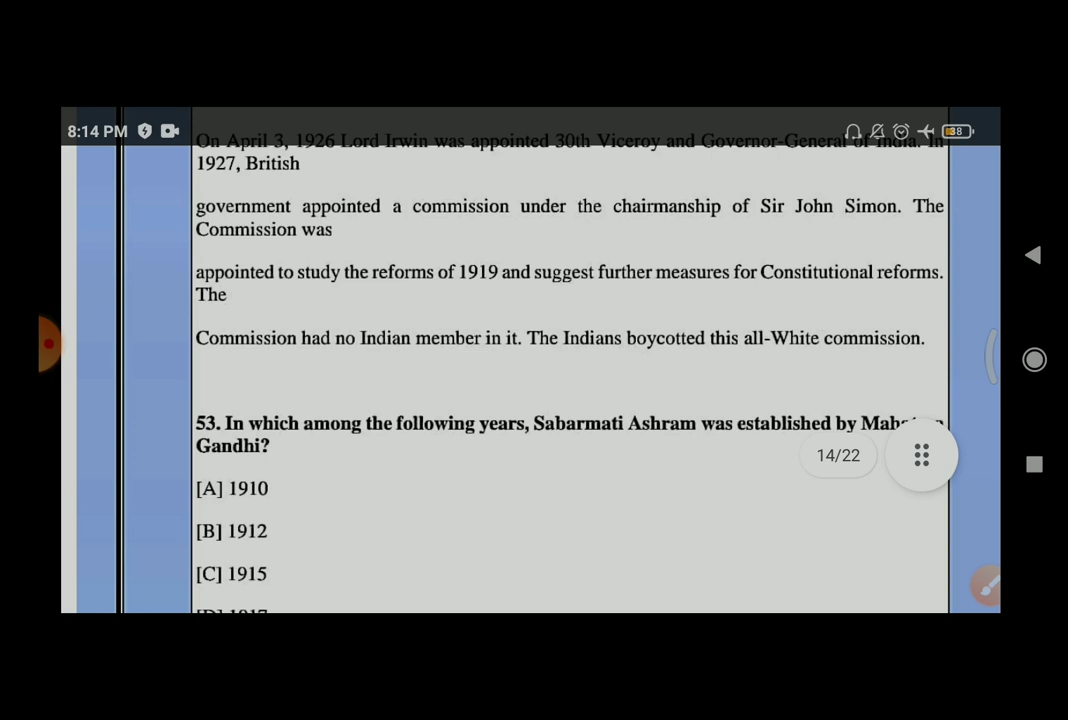 8:14 PM
38
On April 3, 1926 Lord Irwin was appointed 30th Viceroy and Governor-General of India. In
1927, British
government appointed a commission under the chairmanship of Sir John Simon. The
Commission was
appointed to study the reforms of 1919 and suggest further measures for Constitutional reforms.
The
Commission had no Indian member in it. The Indians boycotted this all-White commission.
53. In which among the following years, Sabarmati Ashram was established by
Gandhi?
14/22
[A] 1910
[B] 1912
[C] 1915
[D] 1917